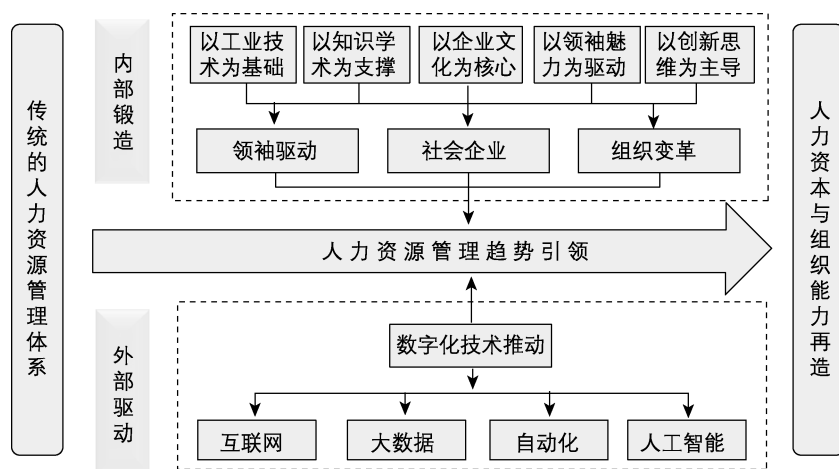 传统的人力资源管理体系
内部锻造
以工业技
术为基础
以知识学
术为支撑
以企业文
化为核心
以领袖魅
力为驱动
以创新思
维为主导
领袖驱动
社会企业
组织变革
人力资源管理趋势引领
外部驱动
数字化技术推动
互联网
大数据
自动化
人工智能
人力资本与组织能力再造